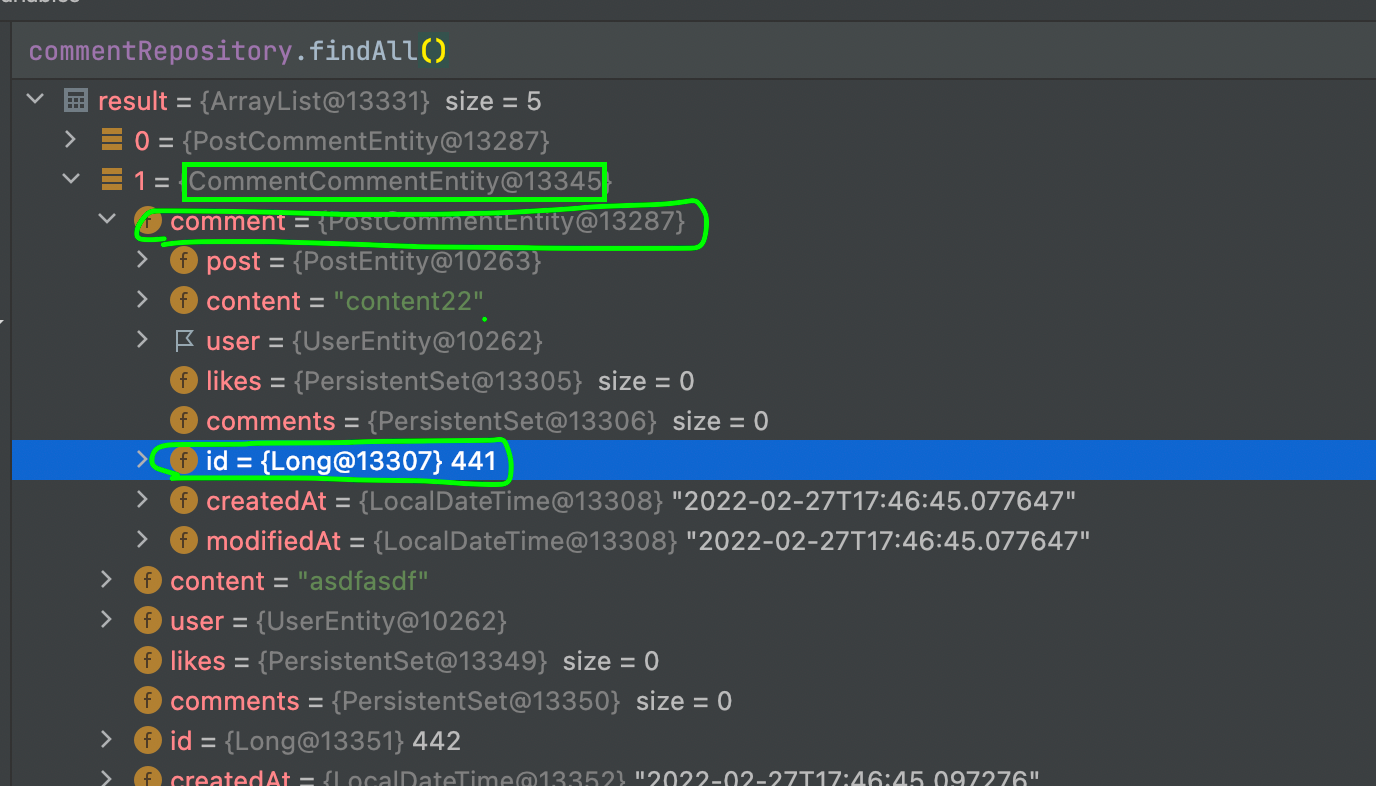 commentRepository.findAll()
result = {ArrayList@13331} size = 5
0 = {PostCommentEntity@13287}
1 = {CommentCommentEntity@13345}
f comment = {PostCommentEntity@13287}
f post = {PostEntity@10263}
f content = "content22"
user = {UserEntity@10262}
f likes = {PersistentSet@13305} size = 0
f comments = {PersistentSet@13306} size = 0
f id = {Long@13307} 441
f createdAt = {LocalDateTime@13308} "2022-02-27T17:46:45.077647"
f modifiedAt = {LocalDateTime@13308} "2022-02-27T17:46:45.077647"
f content = "asdfasdf"
f user = {UserEntity@10262}
f likes = {PersistentSet@13349} size = 0
f comments = {PersistentSet@13350} size = 0
f id = {Long@13351} 442
f createdAt = {LocalDateTime@13352} "2022-02-27T17:46:45.097276"